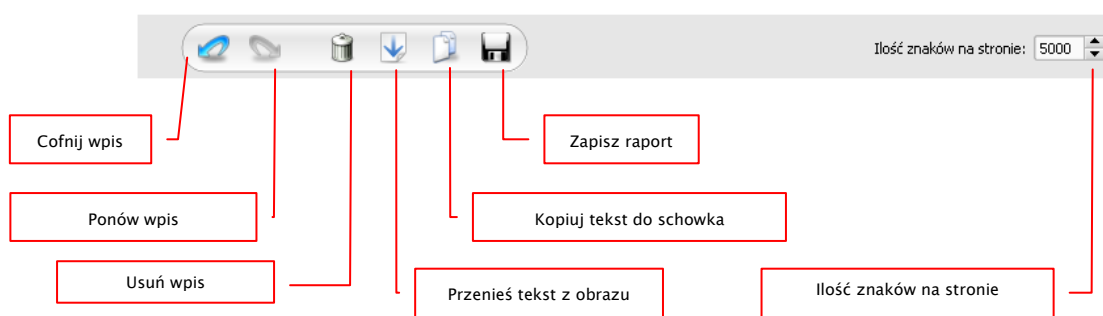 Ilość znaków na stronie: 5000
Cofnij wpis
Zapisz raport
Ponów wpis
Kopiuj tekst do schowka
Usuń wpis
Przenieś tekst z obrazu
Ilość znaków na stronie